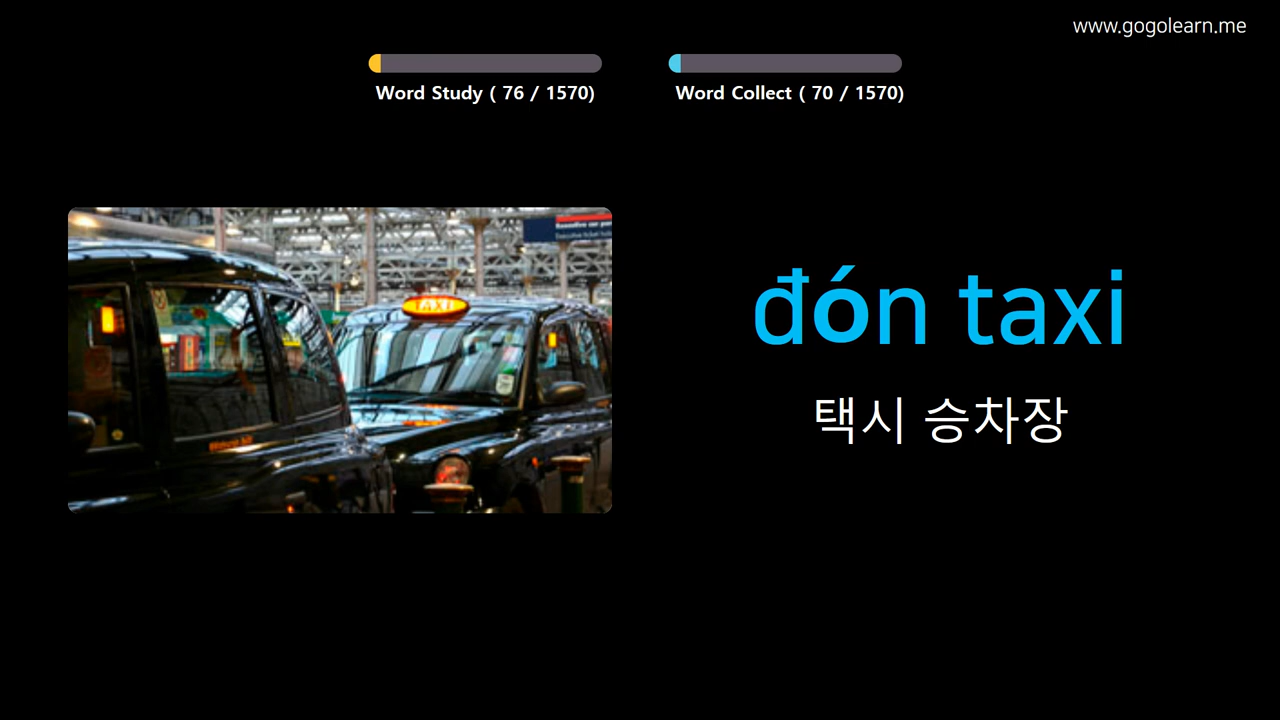 www.gogolearn.me
Word Study ( 76 / 1570)
Word Collect ( 70 / 1570)
TAXI
đón taxi
택시 승차장